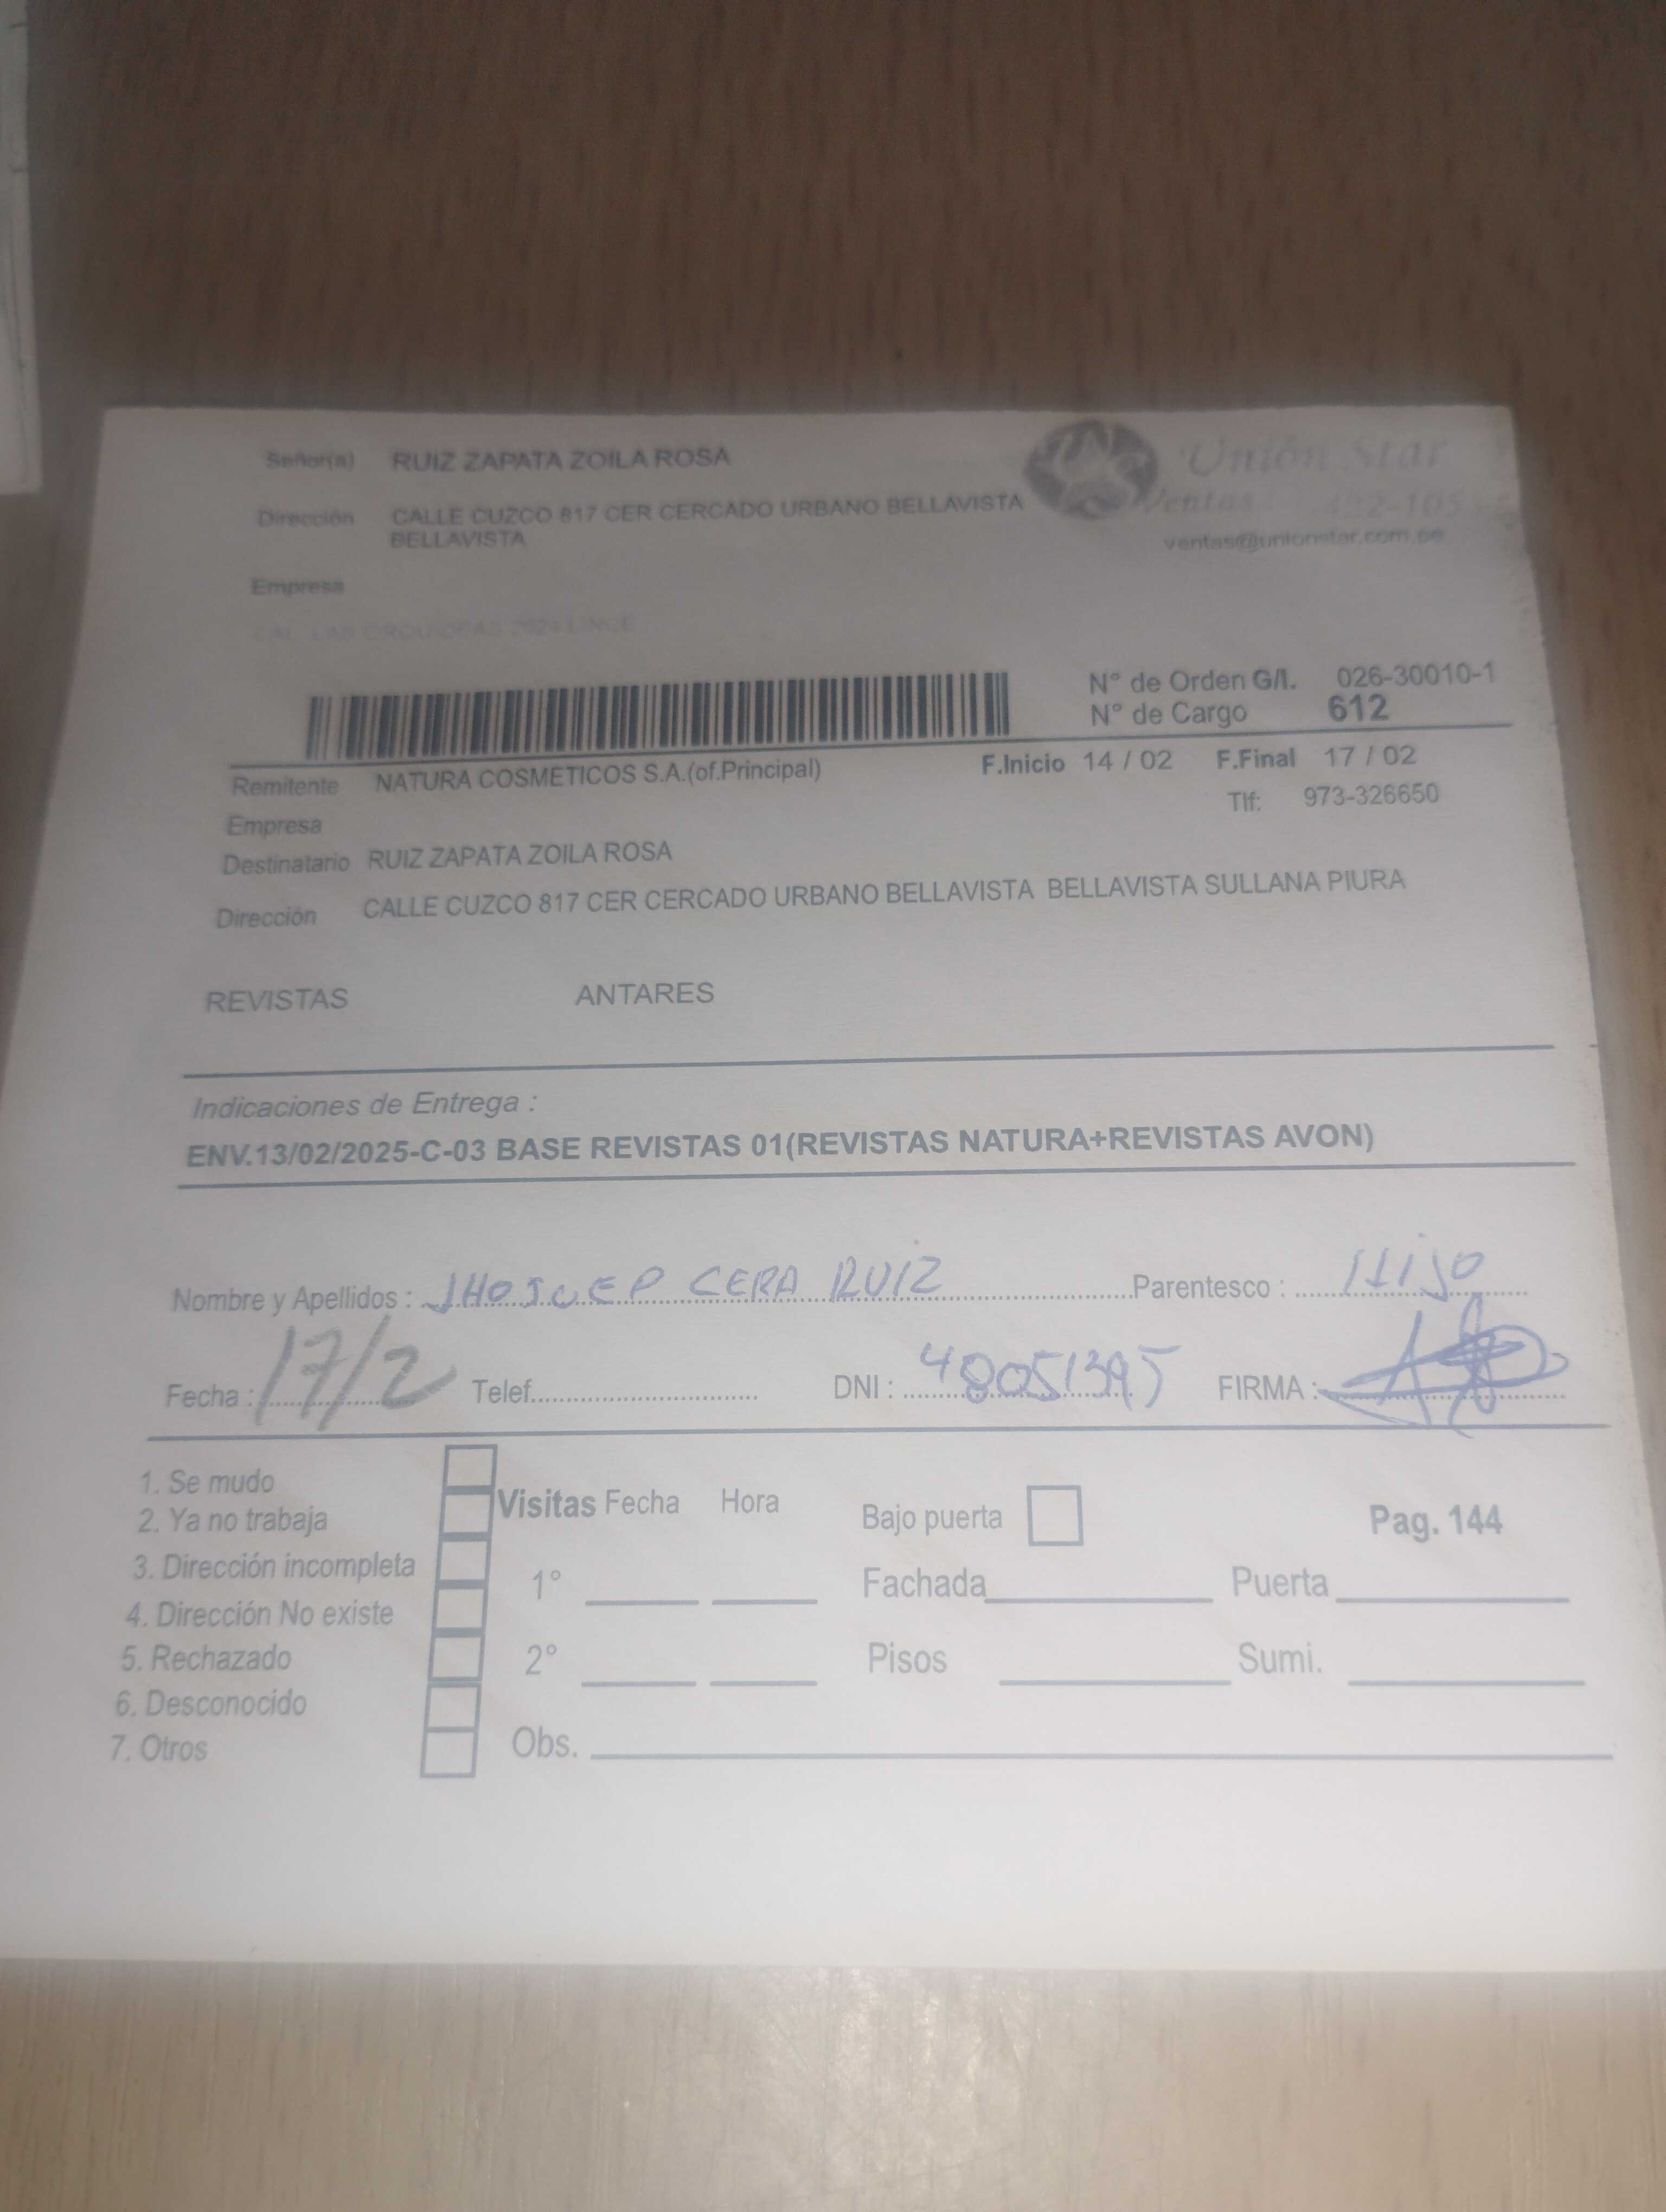 Señor(a) RUIZ ZAPATA ZOILA ROSA
Unión Star
Dirección CALLE CUZCO 817 CER CERCADO URBANO BELLAVISTA
BELLAVISTA
Ventas
ventas@unionstar.com.pe
Empresa
N° de Orden G/I. 026-30010-1
N° de Cargo 612
Remitente NATURA COSMETICOS S.A.(of.Principal) F.Inicio 14 / 02 F.Final 17 / 02
Tlf: 973-326650
Empresa
Destinatario RUIZ ZAPATA ZOILA ROSA
Dirección CALLE CUZCO 817 CER CERCADO URBANO BELLAVISTA BELLAVISTA SULLANA PIURA
REVISTAS ANTARES
Indicaciones de Entrega :
ENV.13/02/2025-C-03 BASE REVISTAS 01(REVISTAS NATURA+REVISTAS AVON)
Nombre y Apellidos : CERA RUIZ Parentesco : Hijo
Fecha : 17/2 Telef. DNI : 48051395 FIRMA :
1. Se mudo
2. Ya no trabaja
3. Dirección incompleta
4. Dirección No existe
5. Rechazado
6. Desconocido
7. Otros
Visitas Fecha Hora
1°
2°
Obs.
Bajo puerta Pag. 144
Fachada Puerta
Pisos Sumi.